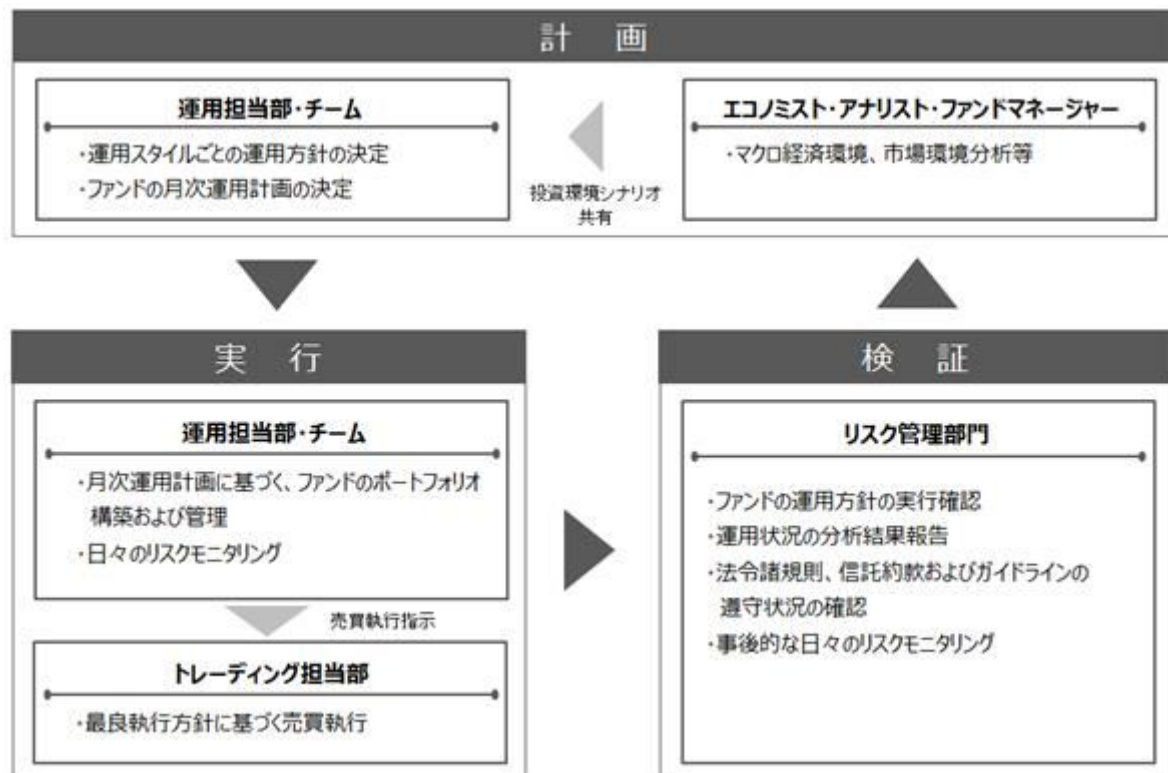 計 画
運用担当部・チーム
・運用スタイルごとの運用方針の決定
・ファンドの月次運用計画の決定
投資環境シナリオ
共有
エコノミスト・アナリスト・ファンドマネージャー
・マクロ経済環境、市場環境分析等
実 行
運用担当部・チーム
・月次運用計画に基づく、ファンドのポートフォリオ
構築および管理
・日々のリスクモニタリング
売買執行指示
トレーディング担当部
・最良執行方針に基づく売買執行
検 証
リスク管理部門
・ファンドの運用方針の実行確認
・運用状況の分析結果報告
・法令諸規則、信託約款およびガイドラインの
遵守状況の確認
・事後的な日々のリスクモニタリング